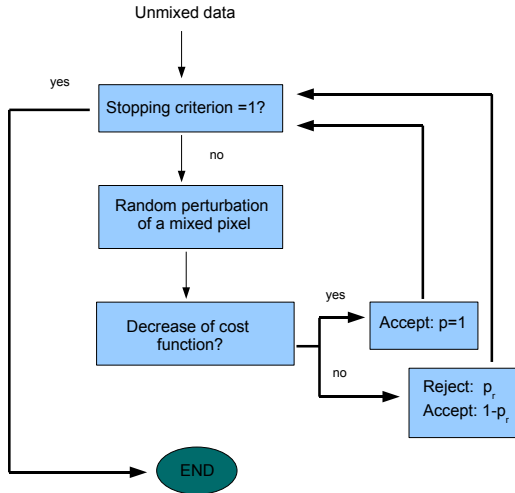 Unmixed data
yes
Stopping criterion =1?
no
Random perturbation
of a mixed pixel
yes
Decrease of cost
function?
Accept: p=1
no
Reject: pr
Accept: 1-pr
END